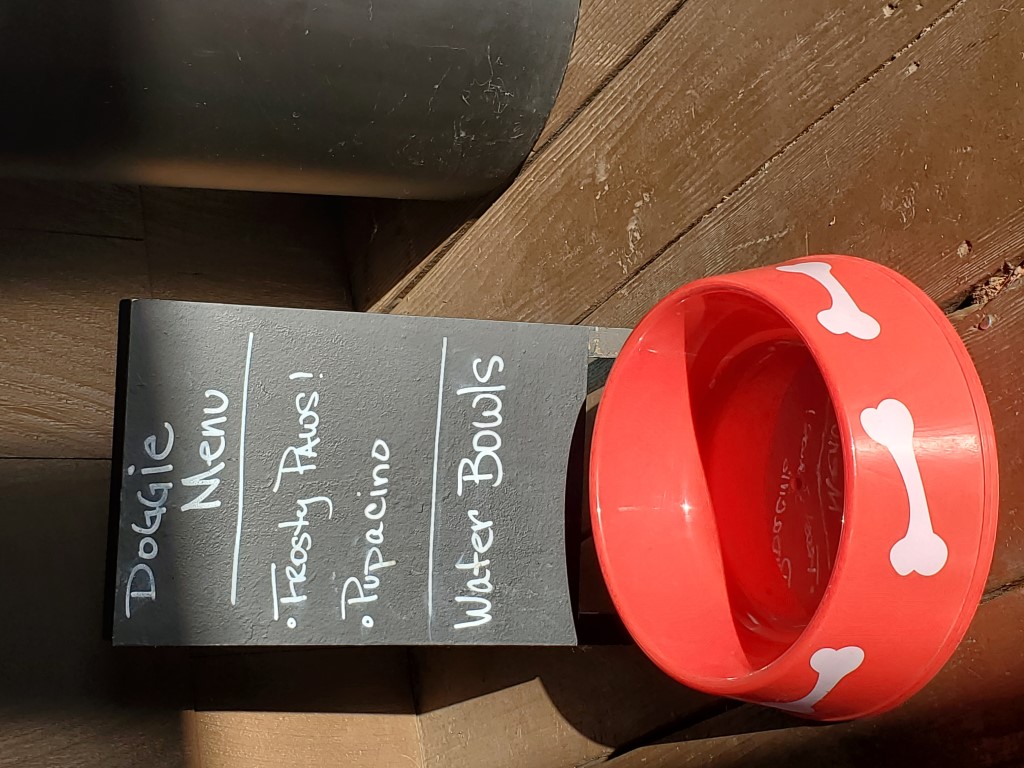 DoGGie
Menu
• Frosty Paws!
• Pupacino
Water Bowls